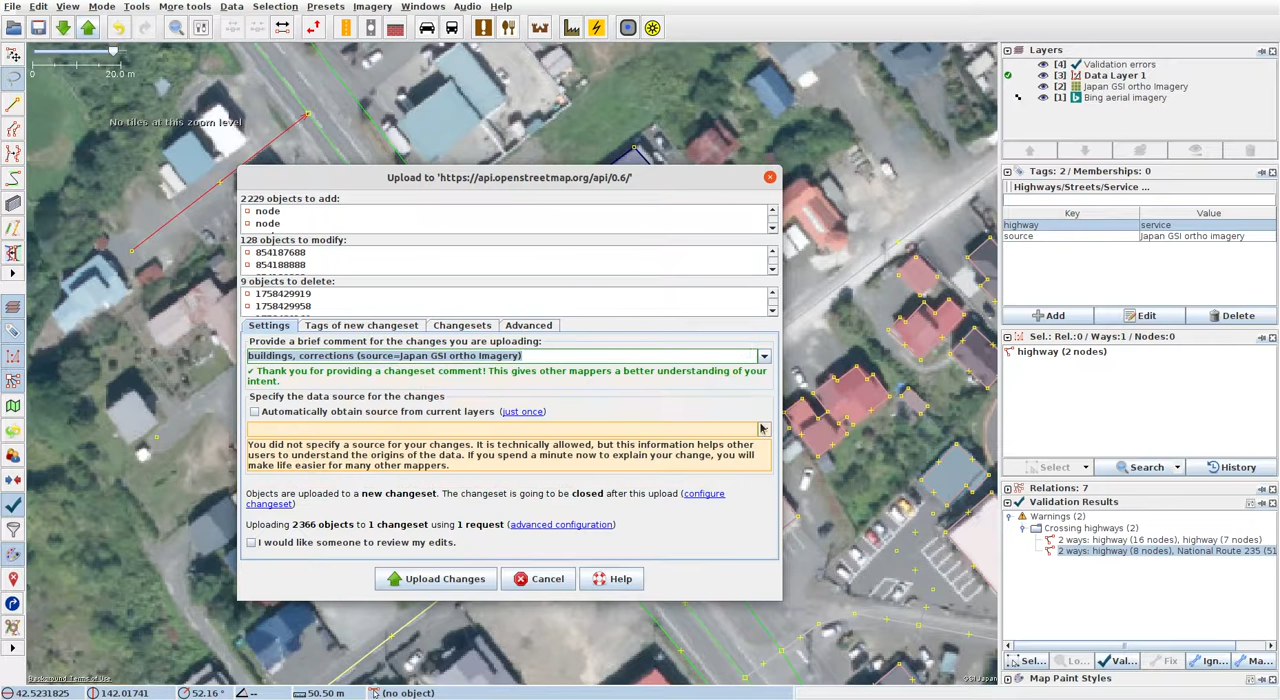 File Edit View Mode Tools More tools Data Selection Presets Imagery Windows Audio Help
0 20.0 m
No tiles at this zoom level
Upload to 'https://api.openstreetmap.org/api/0.6/'
2229 objects to add:
node
node
128 objects to modify:
854187688
854188888
9 objects to delete:
1758429919
1758429958
Settings Tags of new changeset Changesets Advanced
Provide a brief comment for the changes you are uploading:
buildings, corrections (source=Japan GSI ortho Imagery)
✔ Thank you for providing a changeset comment! This gives other mappers a better understanding of your
intent.
Specify the data source for the changes
Automatically obtain source from current layers (just once)
You did not specify a source for your changes. It is technically allowed, but this information helps other
users to understand the origins of the data. If you spend a minute now to explain your change, you will
make life easier for many other mappers.
Objects are uploaded to a new changeset. The changeset is going to be closed after this upload (configure
changeset)
Uploading 2366 objects to 1 changeset using 1 request (advanced configuration)
I would like someone to review my edits.
Upload Changes Cancel Help
Layers
[4] Validation errors
[3] Data Layer 1
[2] Japan GSI ortho Imagery
[1] Bing aerial imagery
Tags: 2 / Memberships: 0
Highways/Streets/Service ...
Key Value
highway service
source Japan GSI ortho imagery
Add Edit Delete
Sel.: Rel.:0 / Ways:1 / Nodes:0
highway (2 nodes)
Select Search History
Relations: 7
Validation Results
Warnings (2)
Crossing highways (2)
2 ways: highway (16 nodes), highway (7 nodes)
2 ways: highway (8 nodes), National Route 235 (51
Sel... Lo... Val... Fix Ign... Ma...
Map Paint Styles
Background Terms of Use
42.5231825 142.01741 52.16 ° -- 50.50 m (no object)